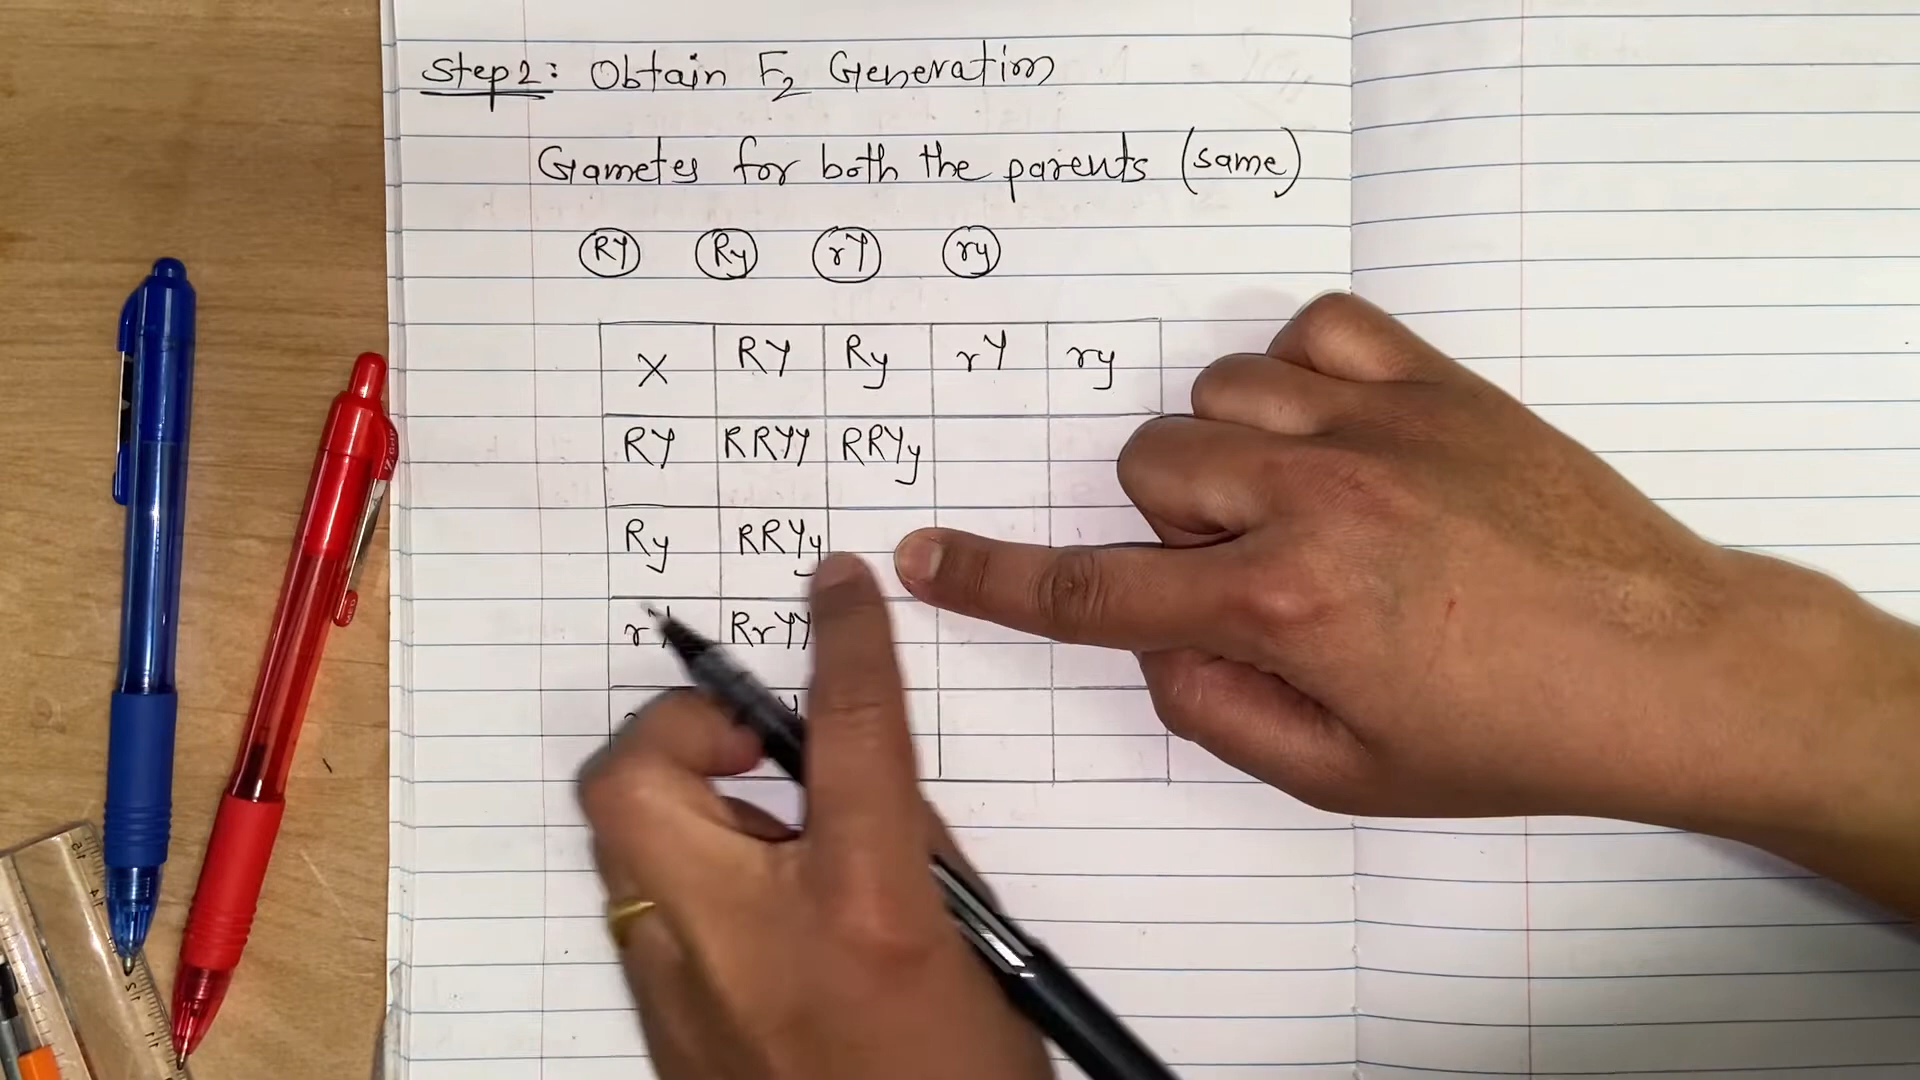 Step 2: Obtain F2 Generation
Gametes for both the parents (same)
RY Ry rY ry
X RY Ry rY ry
RY RRYY RRYy
Ry RRYy
rY RrYY